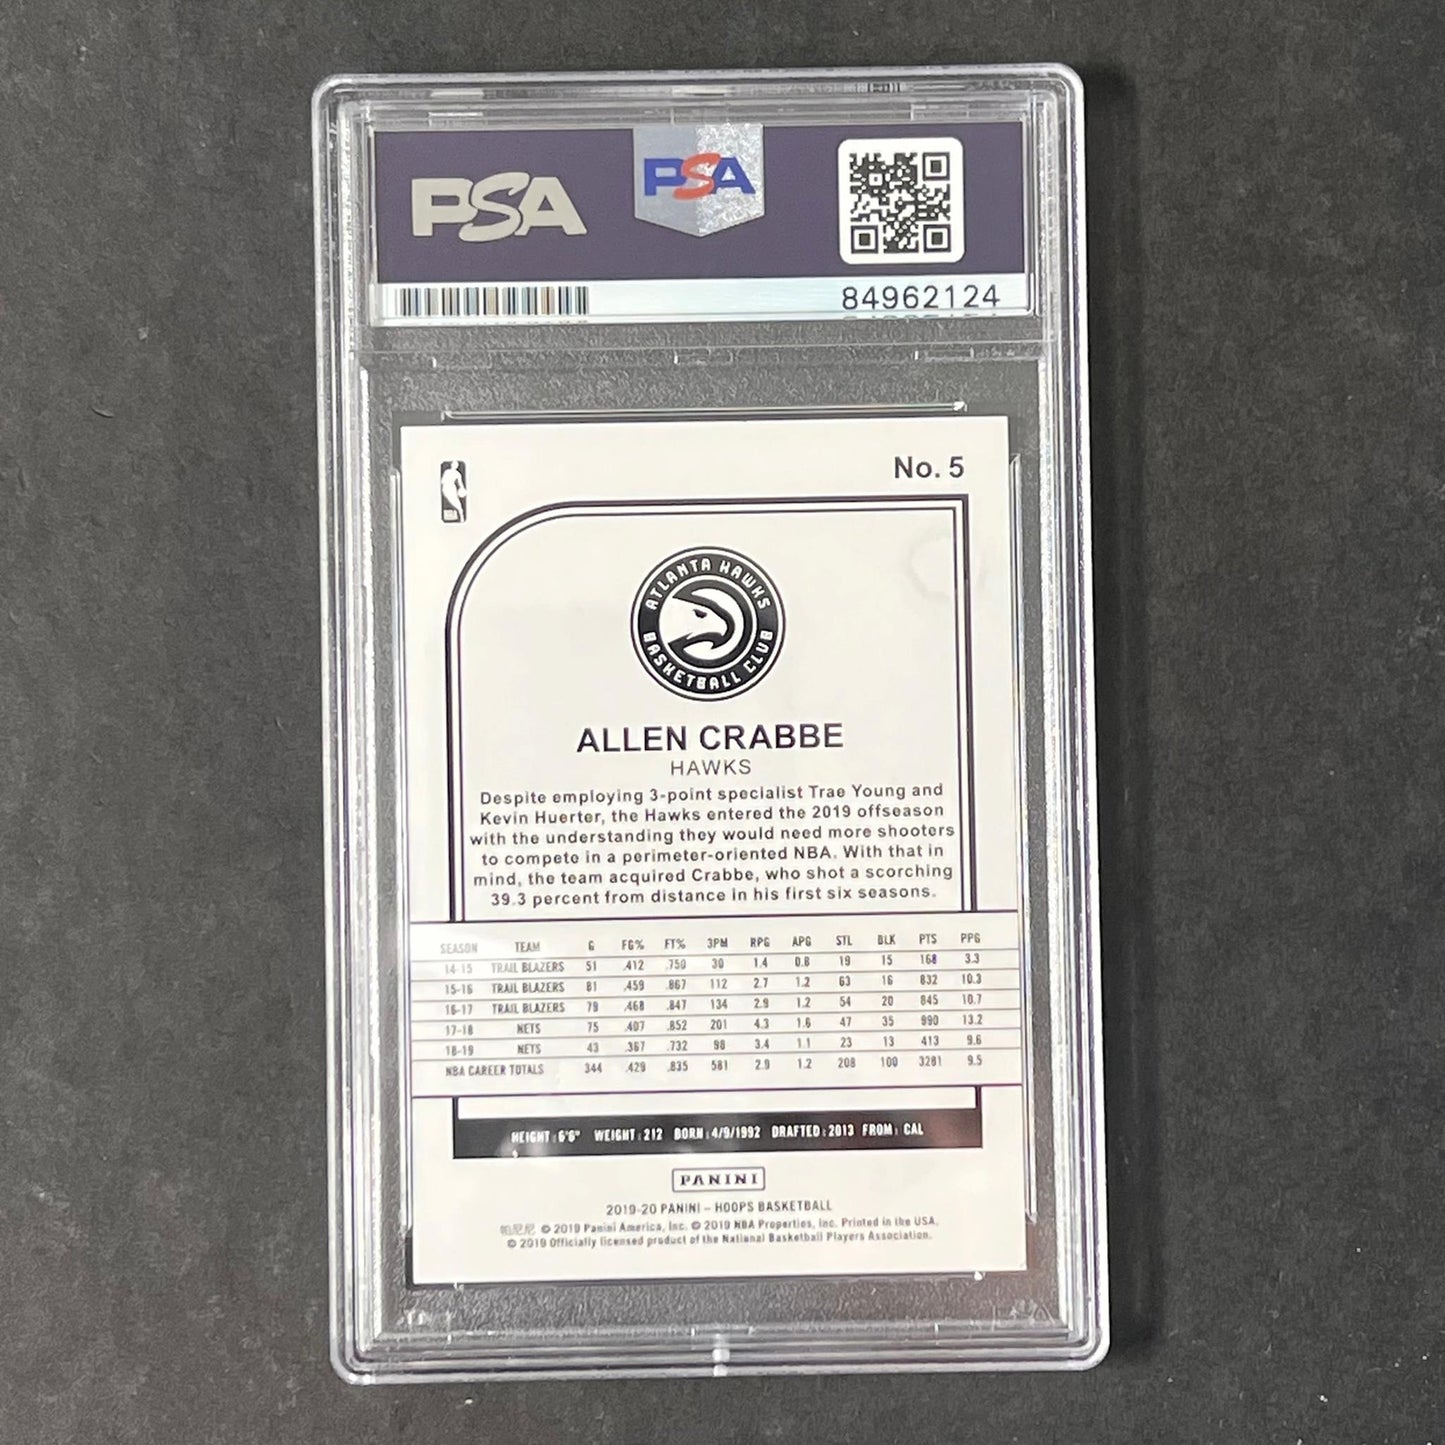 PSA PSA
84962124
No. 5
NBA
ATLANTA HAWKS
BASKETBALL CLUB
ALLEN CRABBE
HAWKS
Despite employing 3-point specialist Trae Young and
Kevin Huerter, the Hawks entered the 2019 offseason
with the understanding they would need more shooters
to compete in a perimeter-oriented NBA. With that in
mind, the team acquired Crabbe, who shot a scorching
39.3 percent from distance in his first six seasons.
SEASON TEAM G FG% FT% 3PM RPG APG STL BLK PTS PPG
14-15 TRAIL BLAZERS 51 .412 .750 30 1.4 0.8 19 15 168 3.3
15-16 TRAIL BLAZERS 81 .459 .867 112 2.7 1.2 63 16 832 10.3
16-17 TRAIL BLAZERS 79 .468 .847 134 2.9 1.2 54 20 845 10.7
17-18 NETS 75 .407 .852 201 4.3 1.6 47 35 990 13.2
18-19 NETS 43 .367 .732 98 3.4 1.1 23 13 413 9.6
NBA CAREER TOTALS 344 .429 .835 581 2.9 1.2 208 100 3281 9.5
HEIGHT: 6'6" WEIGHT: 212 BORN: 4/9/1992 DRAFTED: 2013 FROM: CAL
PANINI
2019-20 PANINI – HOOPS BASKETBALL
帕尼尼 © 2019 Panini America, Inc. © 2019 NBA Properties, Inc. Printed in the USA.
© 2019 Officially licensed product of the National Basketball Players Association.